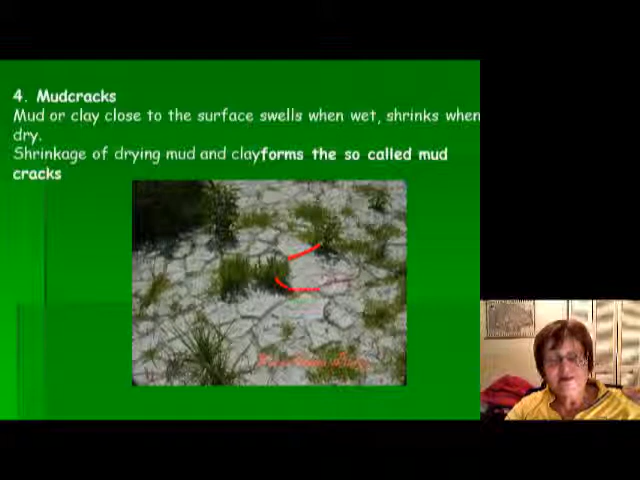 4. Mudcracks
Mud or clay close to the surface swells when wet, shrinks when
dry.
Shrinkage of drying mud and clayforms the so called mud
cracks